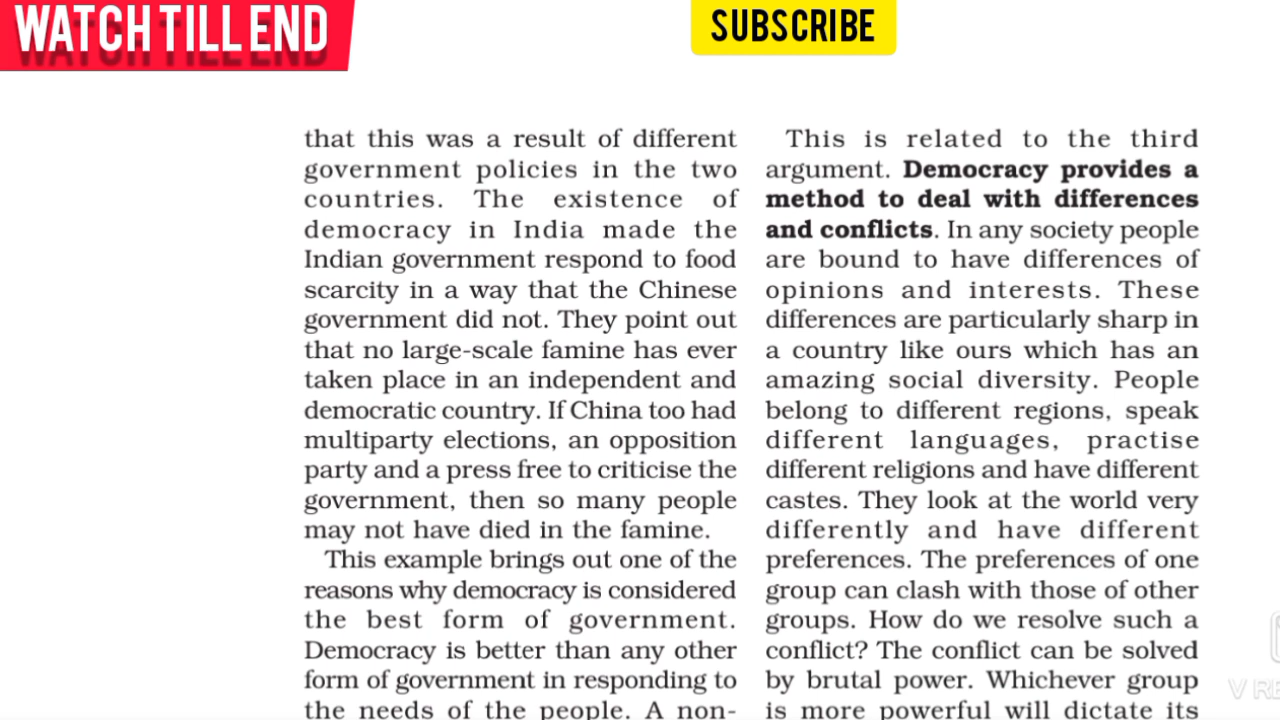 WATCH TILL END
SUBSCRIBE
that this was a result of different
government policies in the two
countries. The existence of
democracy in India made the
Indian government respond to food
scarcity in a way that the Chinese
government did not. They point out
that no large-scale famine has ever
taken place in an independent and
democratic country. If China too had
multiparty elections, an opposition
party and a press free to criticise the
government, then so many people
may not have died in the famine.
This example brings out one of the
reasons why democracy is considered
the best form of government.
Democracy is better than any other
form of government in responding to
the needs of the people. A non-
This is related to the third
argument. Democracy provides a
method to deal with differences
and conflicts. In any society people
are bound to have differences of
opinions and interests. These
differences are particularly sharp in
a country like ours which has an
amazing social diversity. People
belong to different regions, speak
different languages, practise
different religions and have different
castes. They look at the world very
differently and have different
preferences. The preferences of one
group can clash with those of other
groups. How do we resolve such a
conflict? The conflict can be solved
by brutal power. Whichever group
is more powerful will dictate its